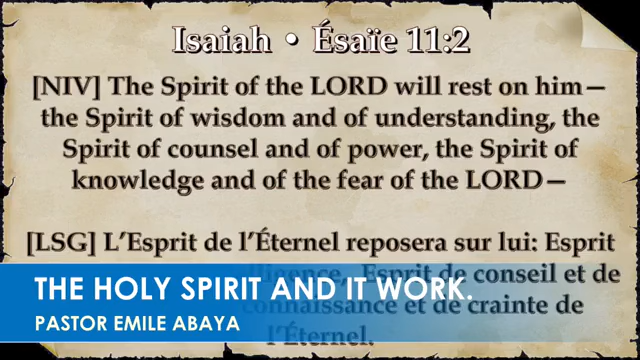 Isaiah • Ésaïe 11:2
[NIV] The Spirit of the LORD will rest on him—
the Spirit of wisdom and of understanding, the
Spirit of counsel and of power, the Spirit of
knowledge and of the fear of the LORD—
[LSG] L'Esprit de l'Éternel reposera sur lui: Esprit
Esprit de conseil et de
THE HOLY SPIRIT AND IT WORK.
connaissance et de crainte de
PASTOR EMILE ABAYA
l'Éternel.